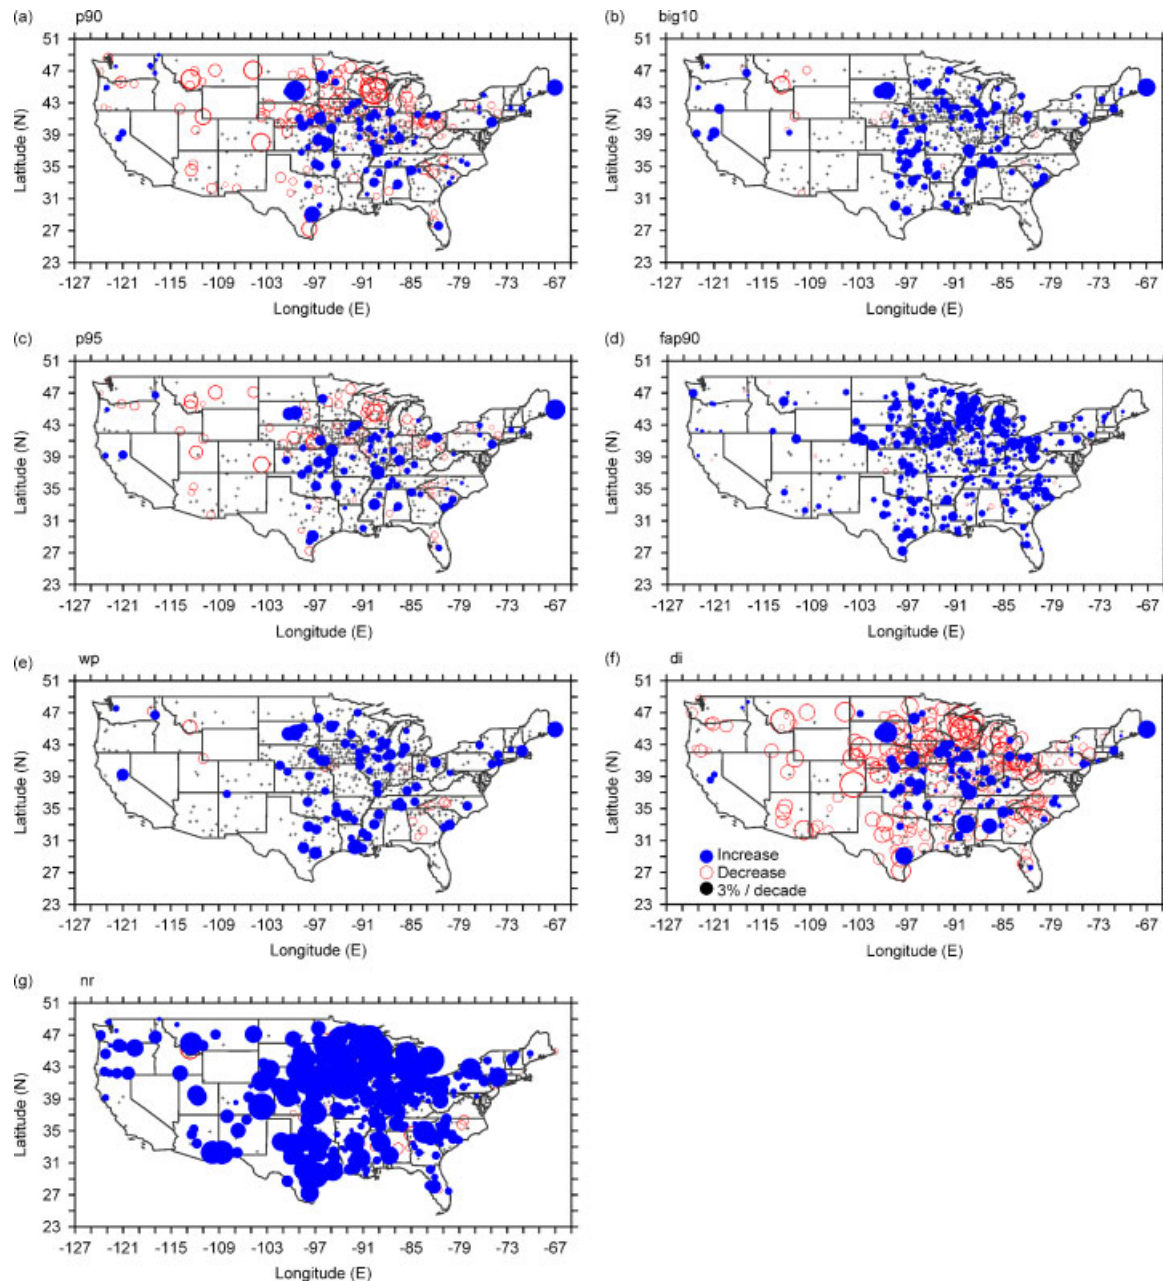 (a) p90
51
47
43
39
35
31
27
23
Latitude (N)
-127 -121 -115 -109 -103 -97 -91 -85 -79 -73 -67
Longitude (E)
(b) big10
51
47
43
39
35
31
27
23
Latitude (N)
-127 -121 -115 -109 -103 -97 -91 -85 -79 -73 -67
Longitude (E)
(c) p95
51
47
43
39
35
31
27
23
Latitude (N)
-127 -121 -115 -109 -103 -97 -91 -85 -79 -73 -67
Longitude (E)
(d) fap90
51
47
43
39
35
31
27
23
Latitude (N)
-127 -121 -115 -109 -103 -97 -91 -85 -79 -73 -67
Longitude (E)
(e) wp
51
47
43
39
35
31
27
23
Latitude (N)
-127 -121 -115 -109 -103 -97 -91 -85 -79 -73 -67
Longitude (E)
(f) di
51
47
43
39
35
31
27
23
Latitude (N)
Increase
Decrease
3% / decade
-127 -121 -115 -109 -103 -97 -91 -85 -79 -73 -67
Longitude (E)
(g) nr
51
47
43
39
35
31
27
23
Latitude (N)
-127 -121 -115 -109 -103 -97 -91 -85 -79 -73 -67
Longitude (E)